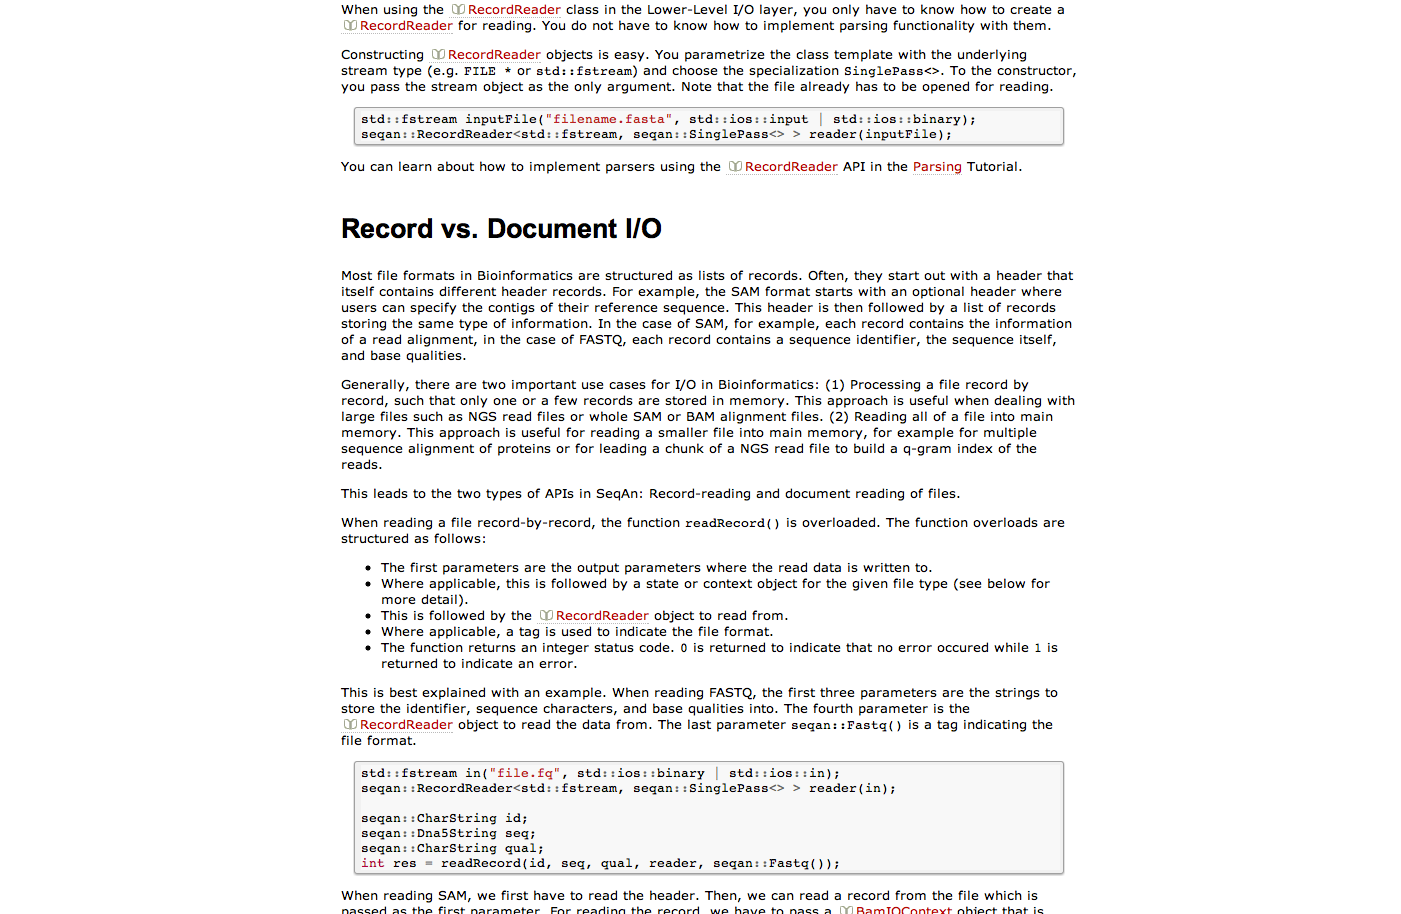 When using the RecordReader class in the Lower-Level I/O layer, you only have to know how to create a
RecordReader for reading. You do not have to know how to implement parsing functionality with them.
Constructing RecordReader objects is easy. You parametrize the class template with the underlying
stream type (e.g. FILE * or std::fstream) and choose the specialization SinglePass<>. To the constructor,
you pass the stream object as the only argument. Note that the file already has to be opened for reading.
std::fstream inputFile("filename.fasta", std::ios::input | std::ios::binary);
seqan::RecordReader<std::fstream, seqan::SinglePass<> > reader(inputFile);
You can learn about how to implement parsers using the RecordReader API in the Parsing Tutorial.
Record vs. Document I/O
Most file formats in Bioinformatics are structured as lists of records. Often, they start out with a header that
itself contains different header records. For example, the SAM format starts with an optional header where
users can specify the contigs of their reference sequence. This header is then followed by a list of records
storing the same type of information. In the case of SAM, for example, each record contains the information
of a read alignment, in the case of FASTQ, each record contains a sequence identifier, the sequence itself,
and base qualities.
Generally, there are two important use cases for I/O in Bioinformatics: (1) Processing a file record by
record, such that only one or a few records are stored in memory. This approach is useful when dealing with
large files such as NGS read files or whole SAM or BAM alignment files. (2) Reading all of a file into main
memory. This approach is useful for reading a smaller file into main memory, for example for multiple
sequence alignment of proteins or for leading a chunk of a NGS read file to build a q-gram index of the
reads.
This leads to the two types of APIs in SeqAn: Record-reading and document reading of files.
When reading a file record-by-record, the function readRecord() is overloaded. The function overloads are
structured as follows:
• The first parameters are the output parameters where the read data is written to.
• Where applicable, this is followed by a state or context object for the given file type (see below for
more detail).
• This is followed by the RecordReader object to read from.
• Where applicable, a tag is used to indicate the file format.
• The function returns an integer status code. 0 is returned to indicate that no error occured while 1 is
returned to indicate an error.
This is best explained with an example. When reading FASTQ, the first three parameters are the strings to
store the identifier, sequence characters, and base qualities into. The fourth parameter is the
RecordReader object to read the data from. The last parameter seqan::Fastq() is a tag indicating the
file format.
std::fstream in("file.fq", std::ios::binary | std::ios::in);
seqan::RecordReader<std::fstream, seqan::SinglePass<> > reader(in);
seqan::CharString id;
seqan::Dna5String seq;
seqan::CharString qual;
int res = readRecord(id, seq, qual, reader, seqan::Fastq());
When reading SAM, we first have to read the header. Then, we can read a record from the file which is
passed as the first parameter. For reading the record, we have to pass a BamIOContext object that is